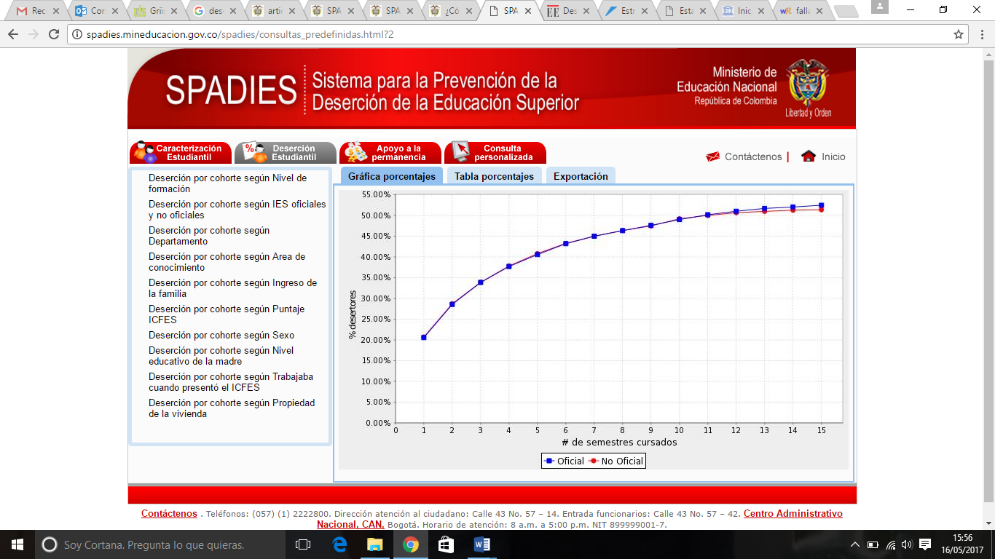 Rec
Cor
Griin
des
artic
SPA
SPA
¿Có
SPA
Des
Estr
Esta
Inic
falla
spadies.mineducacion.gov.co/spadies/consultas_predefinidas.html?2
SPADIES
Sistema para la Prevención de la
Deserción de la Educación Superior
Ministerio de
Educación Nacional
República de Colombia
Libertad y Orden
Caracterización
Estudiantil
Deserción
Estudiantil
Apoyo a la
permanencia
Consulta
personalizada
Contáctenos | Inicio
Deserción por cohorte según Nivel de
formación
Deserción por cohorte según IES oficiales
y no oficiales
Deserción por cohorte según
Departamento
Deserción por cohorte según Area de
conocimiento
Deserción por cohorte según Ingreso de
la familia
Deserción por cohorte según Puntaje
ICFES
Deserción por cohorte según Sexo
Deserción por cohorte según Nivel
educativo de la madre
Deserción por cohorte según Trabajaba
cuando presentó el ICFES
Deserción por cohorte según Propiedad
de la vivienda
Gráfica porcentajes Tabla porcentajes Exportación
55.00%
50.00%
45.00%
40.00%
35.00%
30.00%
25.00%
20.00%
15.00%
10.00%
5.00%
0.00%
% desertores
0 1 2 3 4 5 6 7 8 9 10 11 12 13 14 15
# de semestres cursados
Oficial No Oficial
Contáctenos . Teléfonos: (057) (1) 2222800. Dirección atención al ciudadano: Calle 43 No. 57 – 14. Entrada funcionarios: Calle 43 No. 57 – 42. Centro Administrativo
Nacional, CAN, Bogotá. Horario de atención: 8 a.m. a 5:00 p.m. NIT 899999001-7.
Soy Cortana. Pregunta lo que quieras.
15:56
16/05/2017